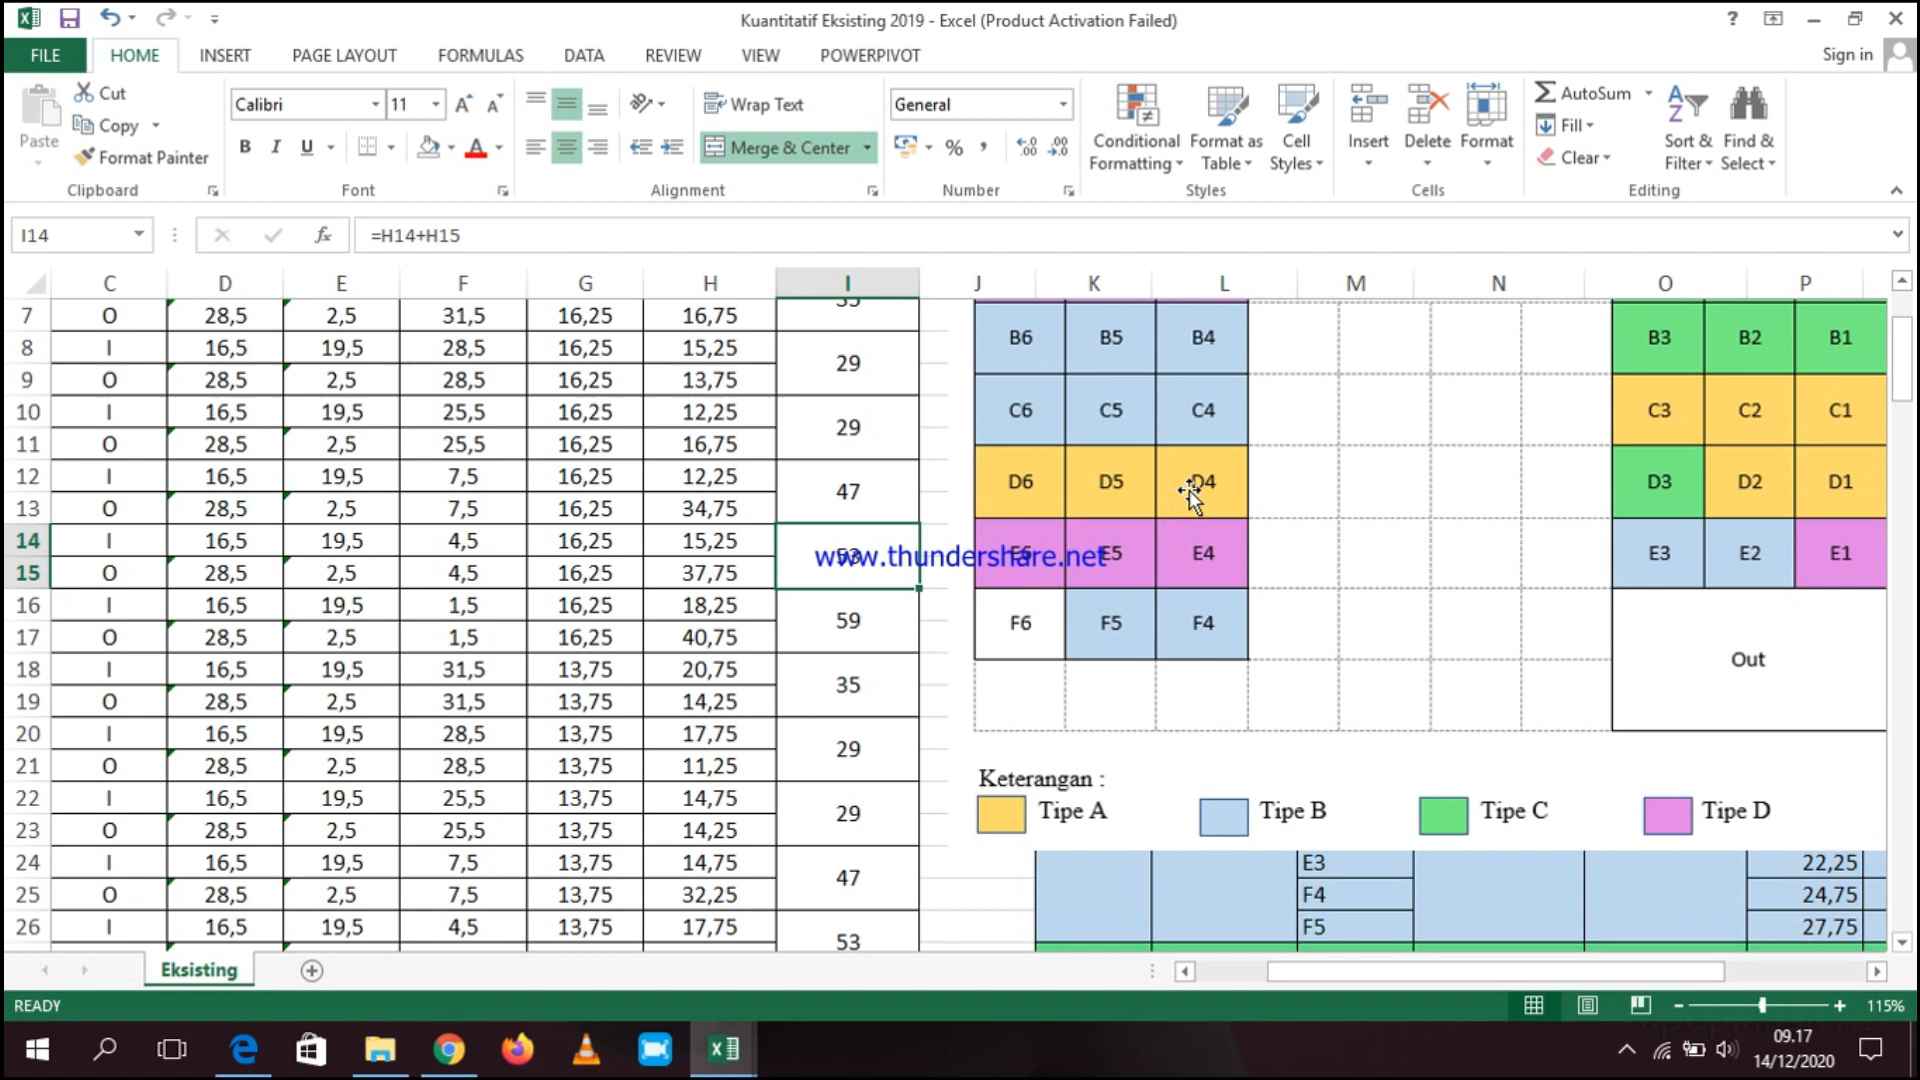 Kuantitatif Eksisting 2019 - Excel (Product Activation Failed)
FILE HOME INSERT PAGE LAYOUT FORMULAS DATA REVIEW VIEW POWERPIVOT Sign in
Paste Cut Copy Format Painter
Clipboard
Calibri 11
B I U
Font
Wrap Text
Merge & Center
Alignment
General
%
Number
Conditional Formatting
Format as Table
Cell Styles
Styles
Insert Delete Format
Cells
AutoSum
Fill
Clear
Sort & Filter
Find & Select
Editing
I14 fx =H14+H15
C D E F G H I J K L M N O P
7 O 28,5 2,5 31,5 16,25 16,75
8 I 16,5 19,5 28,5 16,25 15,25 29
9 O 28,5 2,5 28,5 16,25 13,75
10 I 16,5 19,5 25,5 16,25 12,25 29
11 O 28,5 2,5 25,5 16,25 16,75
12 I 16,5 19,5 7,5 16,25 12,25 47
13 O 28,5 2,5 7,5 16,25 34,75
14 I 16,5 19,5 4,5 16,25 15,25 53
15 O 28,5 2,5 4,5 16,25 37,75
16 I 16,5 19,5 1,5 16,25 18,25 59
17 O 28,5 2,5 1,5 16,25 40,75
18 I 16,5 19,5 31,5 13,75 20,75 35
19 O 28,5 2,5 31,5 13,75 14,25
20 I 16,5 19,5 28,5 13,75 17,75 29
21 O 28,5 2,5 28,5 13,75 11,25
22 I 16,5 19,5 25,5 13,75 14,75 29
23 O 28,5 2,5 25,5 13,75 14,25
24 I 16,5 19,5 7,5 13,75 14,75 47
25 O 28,5 2,5 7,5 13,75 32,25
26 I 16,5 19,5 4,5 13,75 17,75 53
B6 B5 B4 B3 B2 B1
C6 C5 C4 C3 C2 C1
D6 D5 D4 D3 D2 D1
E6 E5 E4 E3 E2 E1
F6 F5 F4
Out
www.thundershare.net
Keterangan :
Tipe A Tipe B Tipe C Tipe D
E3 22,25
F4 24,75
F5 27,75
Eksisting
READY 115%
09.17
14/12/2020